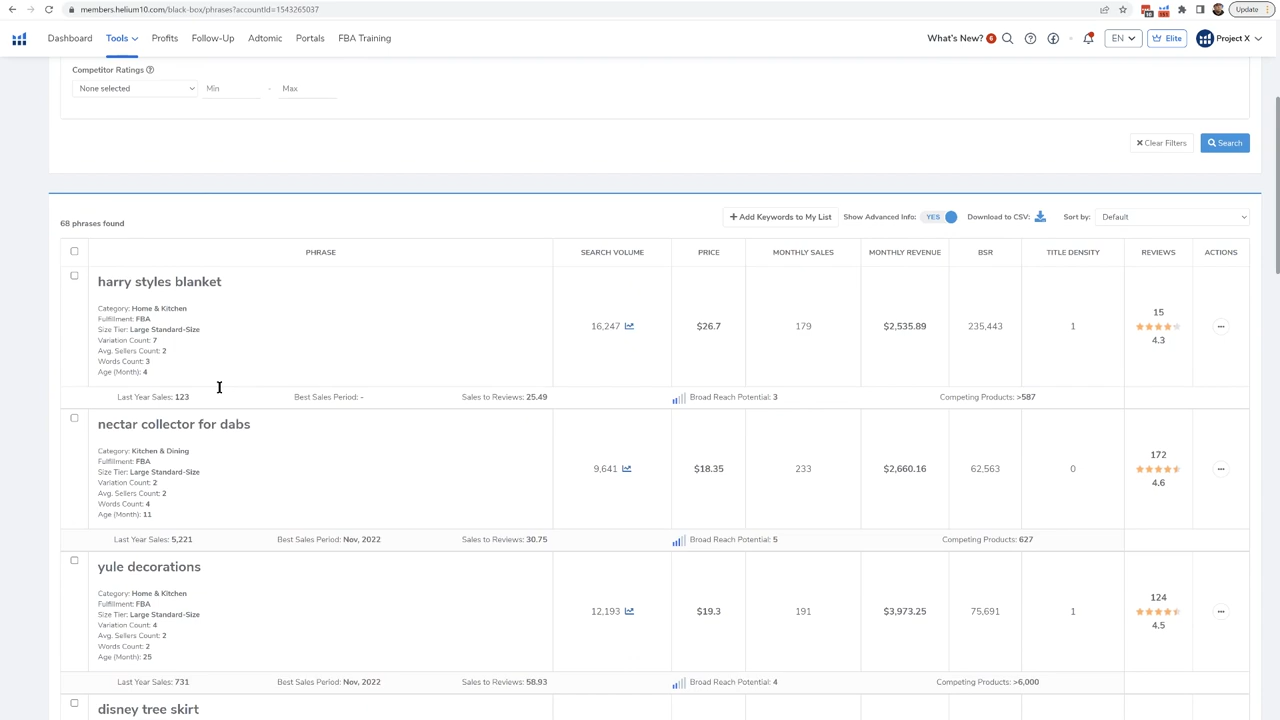 members.helium10.com/black-box/phrases?accountId=1543265037
Update
Dashboard Tools Profits Follow-Up Adtomic Portals FBA Training What's New? 6 EN Elite Project X
Competitor Ratings
None selected Min - Max
Clear Filters Search
68 phrases found + Add Keywords to My List Show Advanced Info: YES Download to CSV: Sort by: Default
PHRASE SEARCH VOLUME PRICE MONTHLY SALES MONTHLY REVENUE BSR TITLE DENSITY REVIEWS ACTIONS
harry styles blanket
Category: Home & Kitchen
Fulfillment: FBA
Size Tier: Large Standard-Size
Variation Count: 7
Avg. Sellers Count: 2
Words Count: 3
Age (Month): 4
16,247 $26.7 179 $2,535.89 235,443 1 15
4.3
Last Year Sales: 123 Best Sales Period: - Sales to Reviews: 25.49 Broad Reach Potential: 3 Competing Products: >587
nectar collector for dabs
Category: Kitchen & Dining
Fulfillment: FBA
Size Tier: Large Standard-Size
Variation Count: 2
Avg. Sellers Count: 2
Words Count: 4
Age (Month): 11
9,641 $18.35 233 $2,660.16 62,563 0 172
4.6
Last Year Sales: 5,221 Best Sales Period: Nov, 2022 Sales to Reviews: 30.75 Broad Reach Potential: 5 Competing Products: 627
yule decorations
Category: Home & Kitchen
Fulfillment: FBA
Size Tier: Large Standard-Size
Variation Count: 4
Avg. Sellers Count: 2
Words Count: 2
Age (Month): 25
12,193 $19.3 191 $3,973.25 75,691 1 124
4.5
Last Year Sales: 731 Best Sales Period: Nov, 2022 Sales to Reviews: 58.93 Broad Reach Potential: 4 Competing Products: >6,000
disney tree skirt